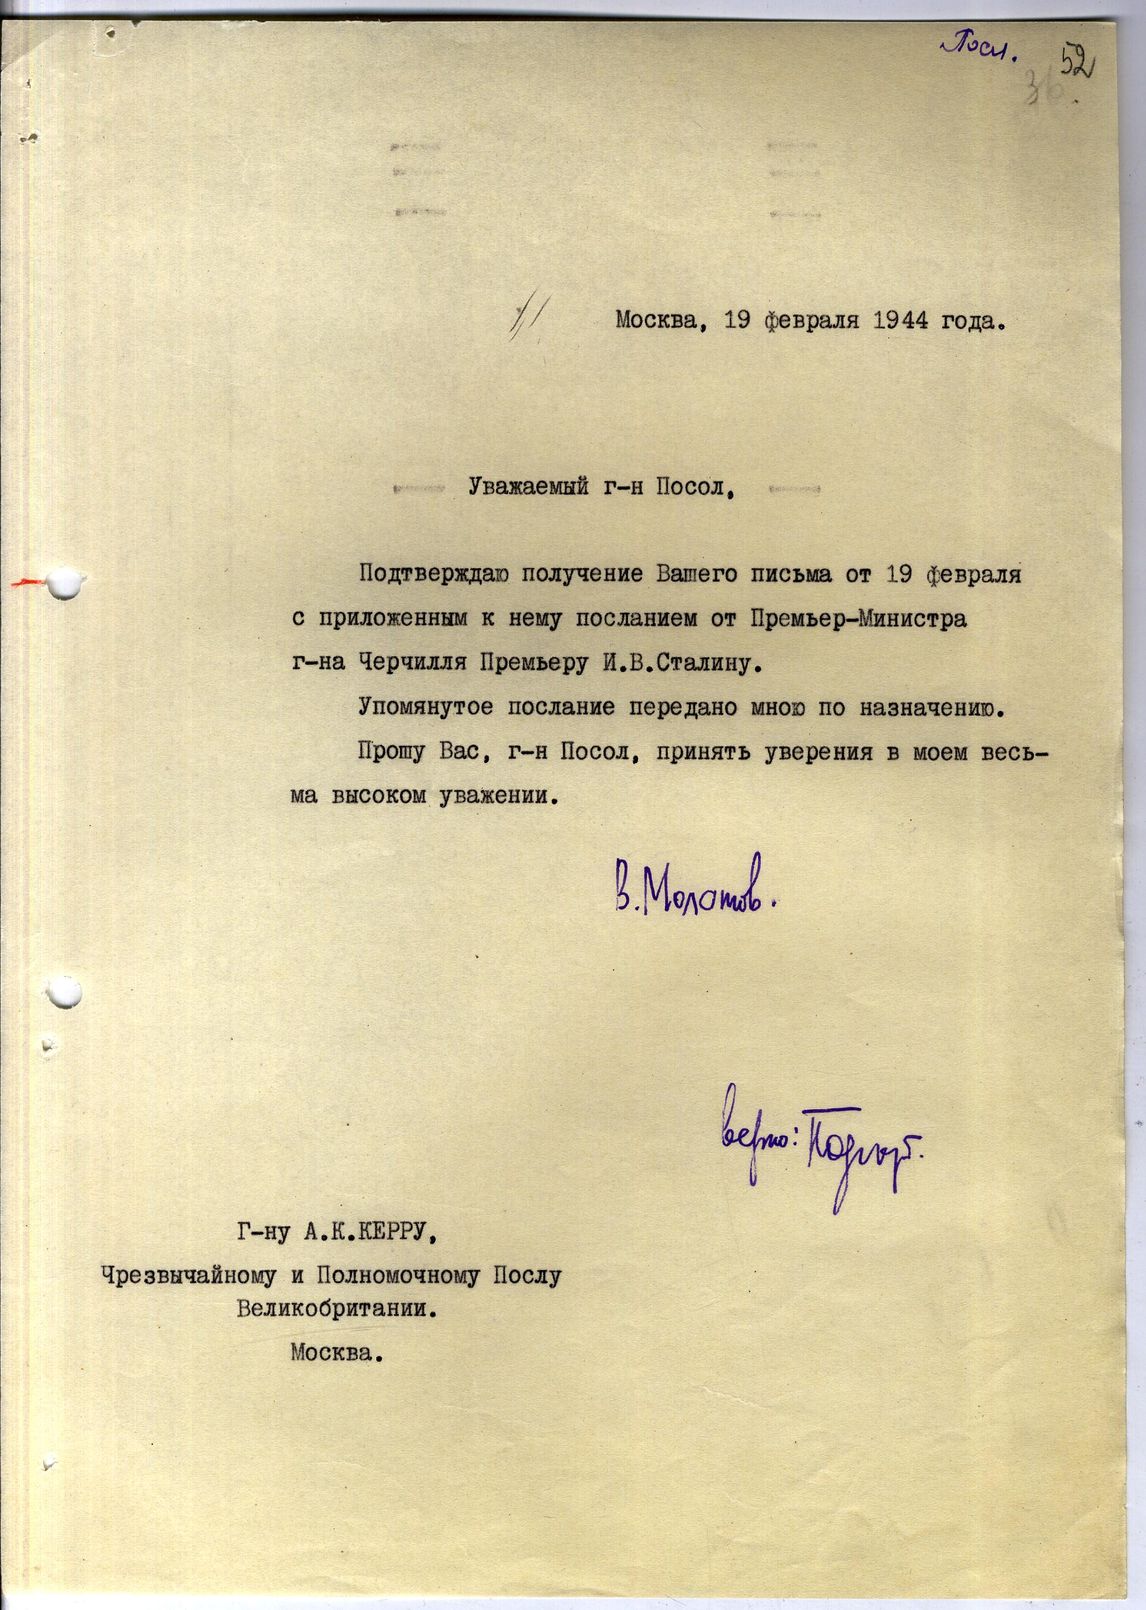 Посл.
52
36.
Москва, 19 февраля 1944 года.
Уважаемый г-н Посол,
Подтверждаю получение Вашего письма от 19 февраля
с приложенным к нему посланием от Премьер-Министра
г-на Черчилля Премьеру И.В.Сталину.
Упомянутое послание передано мною по назначению.
Прошу Вас, г-н Посол, принять уверения в моем весь-
ма высоком уважении.
В.Молотов.
верно:
Г-ну А.К.КЕРРУ,
Чрезвычайному и Полномочному Послу
Великобритании.
Москва.